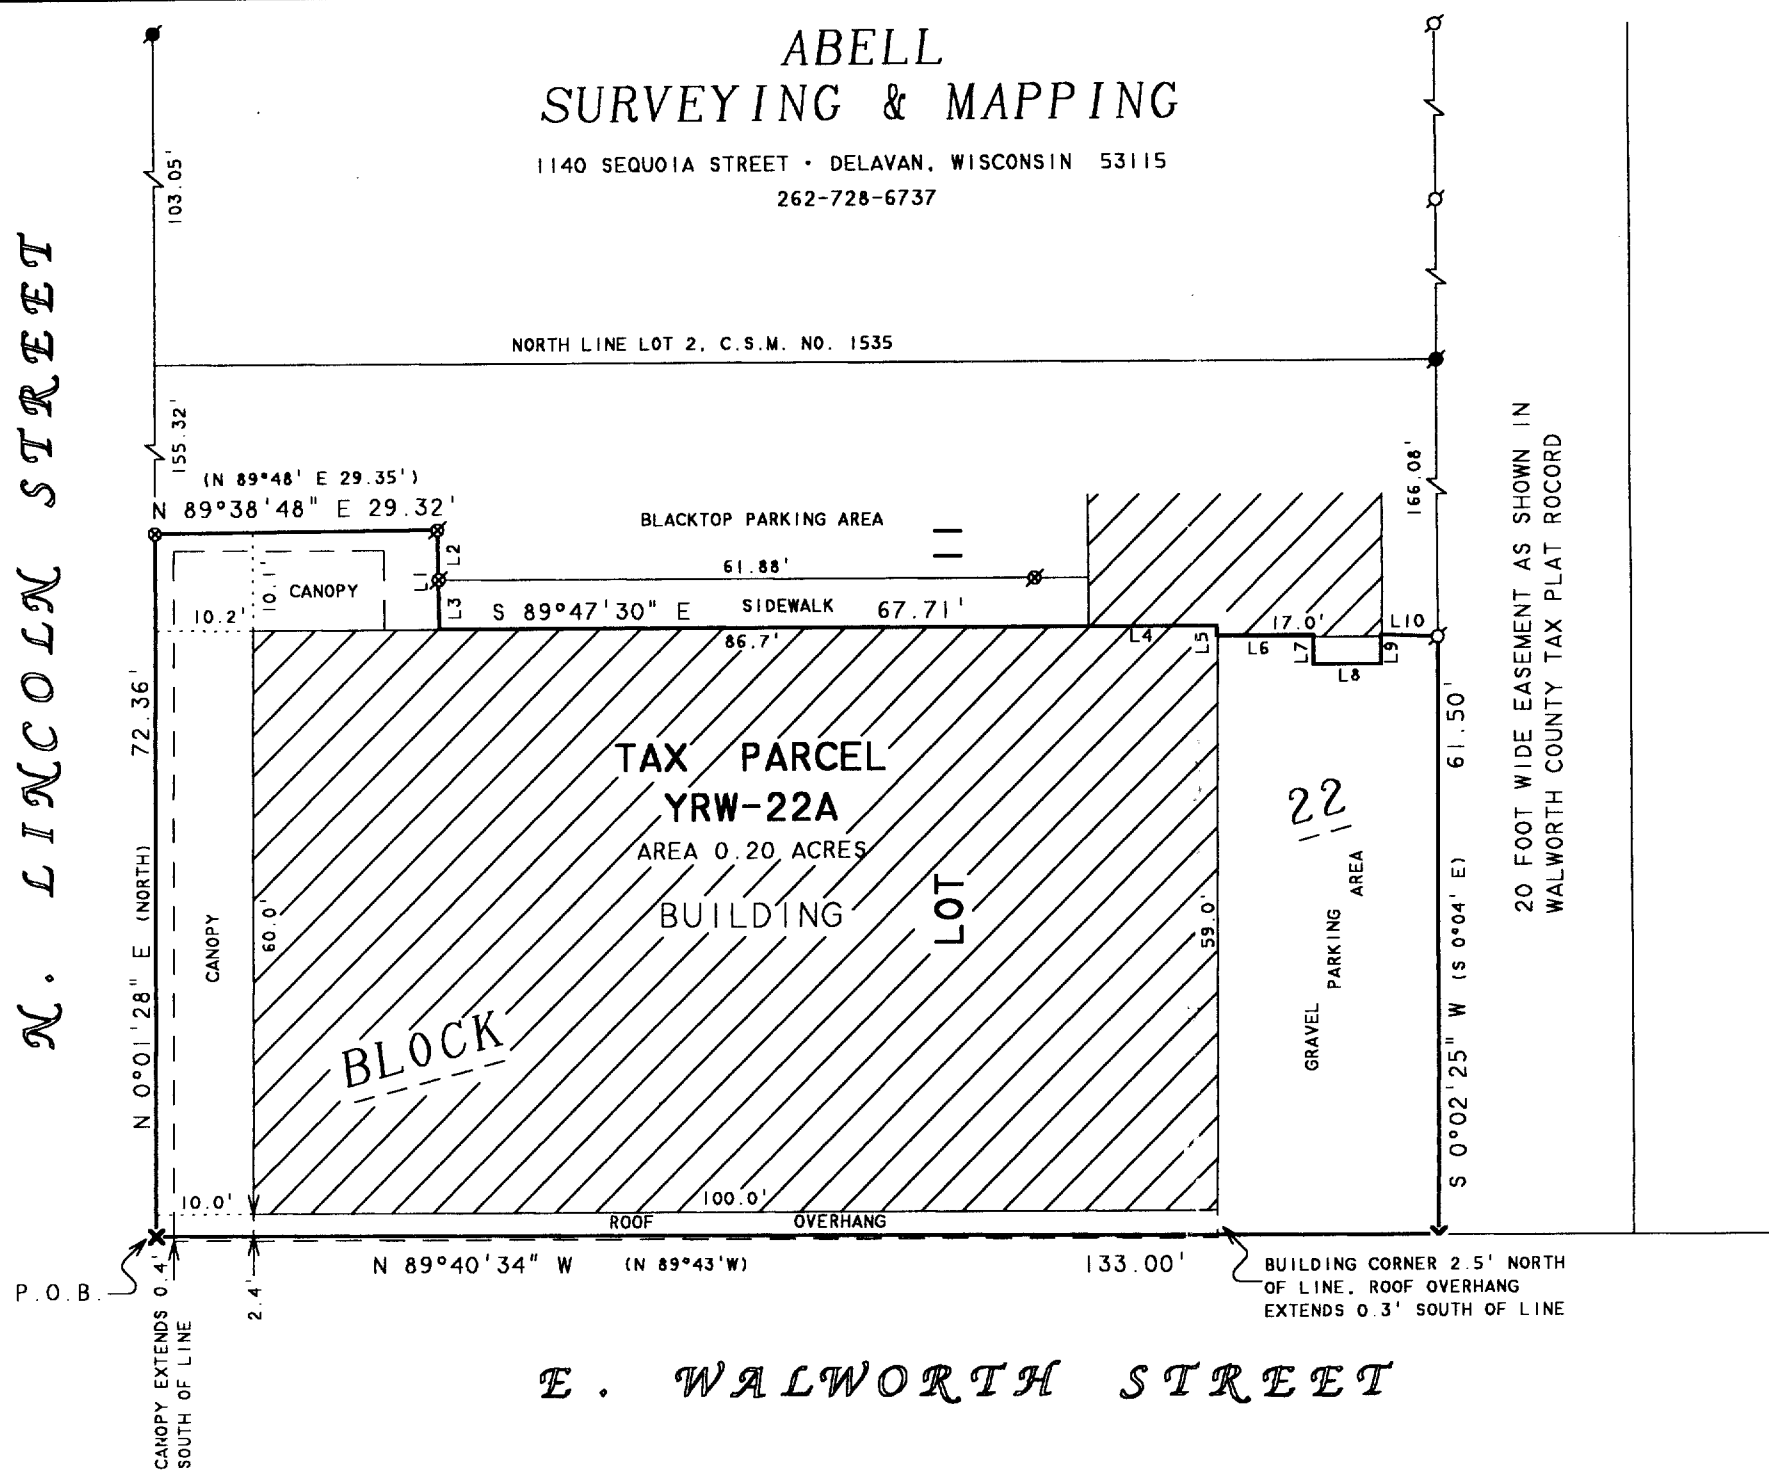 ABELL
SURVEYING & MAPPING
1140 SEQUOIA STREET · DELAVAN, WISCONSIN 53115
262-728-6737
N. LINCOLN STREET
103.05'
NORTH LINE LOT 2, C.S.M. NO. 1535
155.32'
166.08'
20 FOOT WIDE EASEMENT AS SHOWN IN
WALWORTH COUNTY TAX PLAT ROCORD
(N 89°48' E 29.35')
N 89°38'48" E 29.32'
BLACKTOP PARKING AREA
II
61.88'
L1
L2
L3
CANOPY
10.1'
10.2'
S 89°47'30" E
SIDEWALK
67.71'
86.7'
L4
L5
L6
17.0'
L7
L8
L9
L10
72.36'
N 0°01'28" E (NORTH)
61.50'
S 0°02'25" W (S 0°04' E)
TAX PARCEL
YRW-22A
AREA 0.20 ACRES
BUILDING
LOT
BLOCK
22
CANOPY
60.0'
59.0'
GRAVEL
PARKING
AREA
10.0'
100.0'
ROOF OVERHANG
N 89°40'34" W (N 89°43'W)
133.00'
P.O.B.
2.4'
CANOPY EXTENDS 0.4'
SOUTH OF LINE
BUILDING CORNER 2.5' NORTH
OF LINE, ROOF OVERHANG
EXTENDS 0.3' SOUTH OF LINE
E. WALWORTH STREET